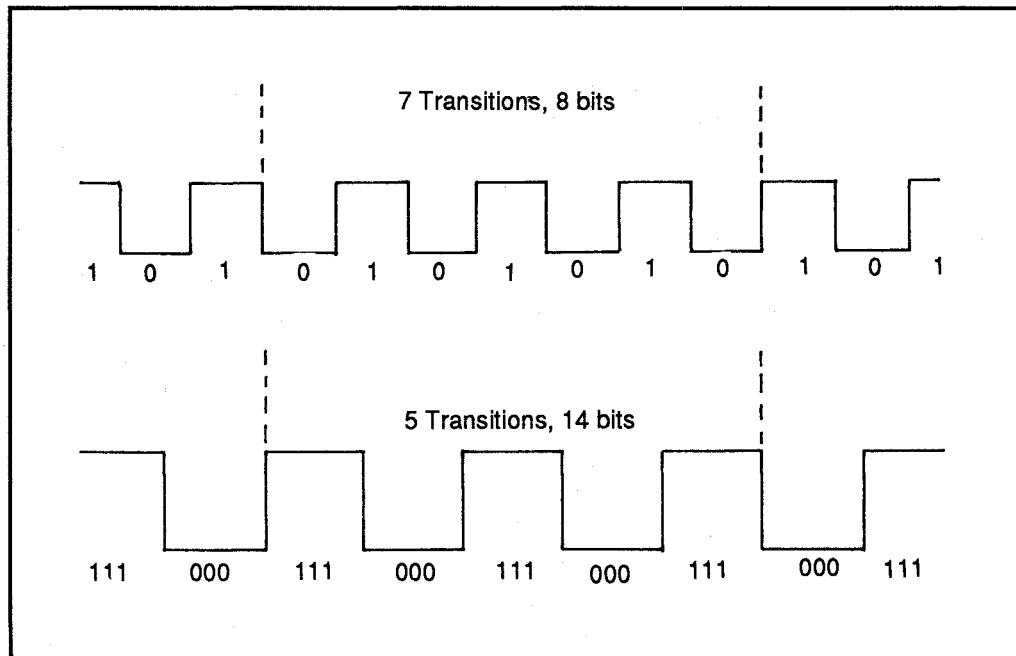 7 Transitions, 8 bits
1 0 1 0 1 0 1 0 1 0 1 0 1
5 Transitions, 14 bits
111 000 111 000 111 000 111 000 111